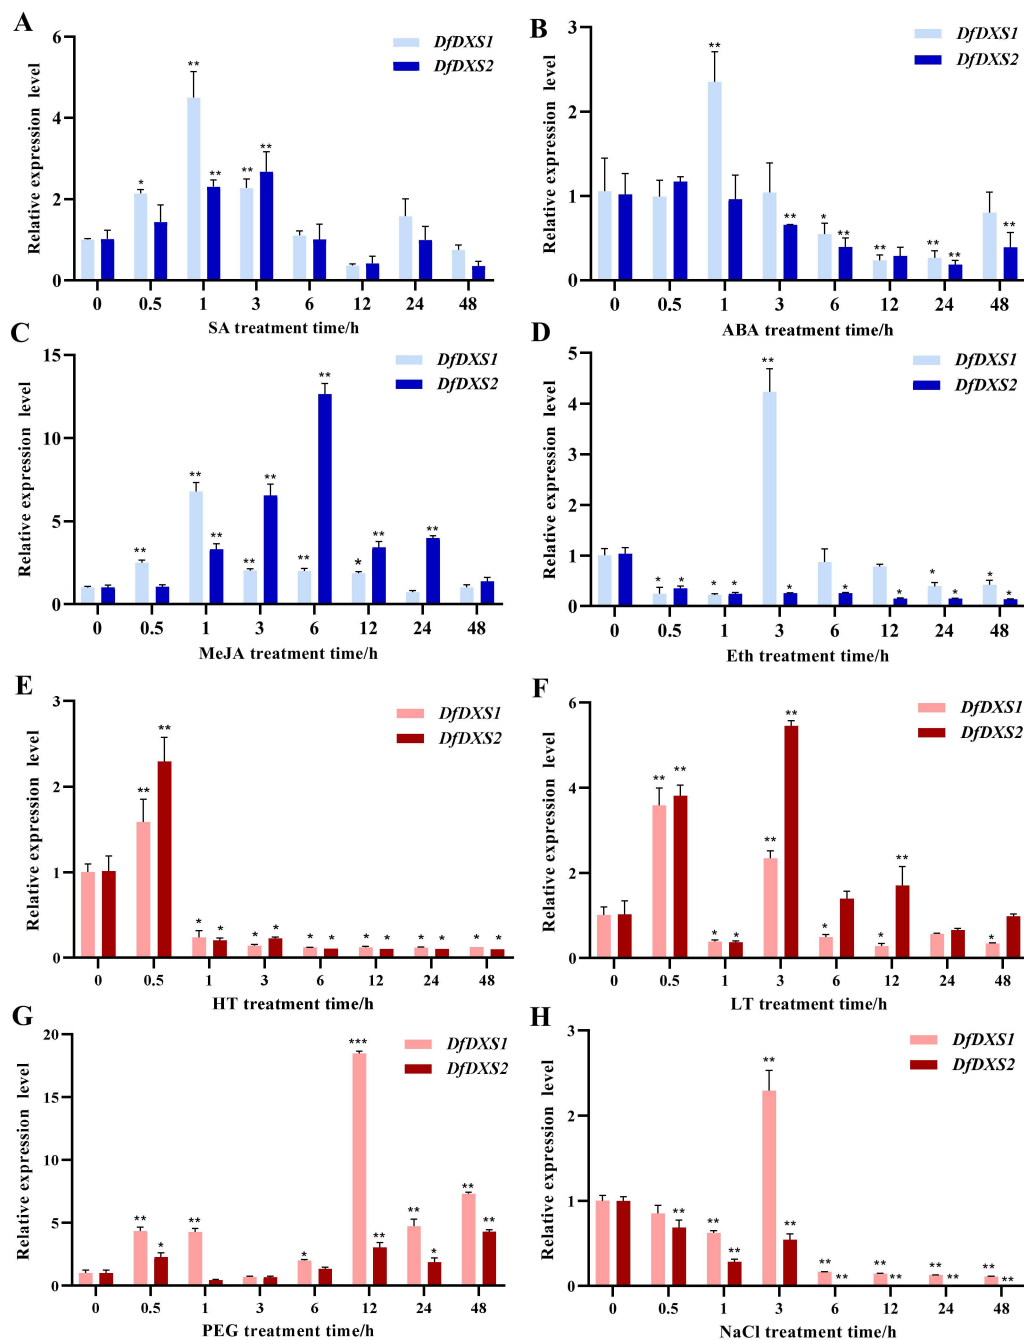 A
Relative expression level
6
4
2
0
DfDXS1
DfDXS2
* ** ** ** **
0 0.5 1 3 6 12 24 48
SA treatment time/h
B
Relative expression level
3
2
1
0
DfDXS1
DfDXS2
** ** * ** ** ** ** **
0 0.5 1 3 6 12 24 48
ABA treatment time/h
C
Relative expression level
15
10
5
0
DfDXS1
DfDXS2
** ** ** ** ** ** ** * ** **
0 0.5 1 3 6 12 24 48
MeJA treatment time/h
D
Relative expression level
5
4
3
2
1
0
DfDXS1
DfDXS2
* * * * ** * * * * * * *
0 0.5 1 3 6 12 24 48
Eth treatment time/h
E
Relative expression level
3
2
1
0
DfDXS1
DfDXS2
** ** * * * * * * * * * * * *
0 0.5 1 3 6 12 24 48
HT treatment time/h
F
Relative expression level
6
4
2
0
DfDXS1
DfDXS2
** ** * * ** ** * * ** *
0 0.5 1 3 6 12 24 48
LT treatment time/h
G
Relative expression level
20
15
10
5
0
DfDXS1
DfDXS2
** * ** * *** ** ** * ** **
0 0.5 1 3 6 12 24 48
PEG treatment time/h
H
Relative expression level
3
2
1
0
DfDXS1
DfDXS2
** ** ** ** ** ** ** ** ** ** ** ** **
0 0.5 1 3 6 12 24 48
NaCl treatment time/h